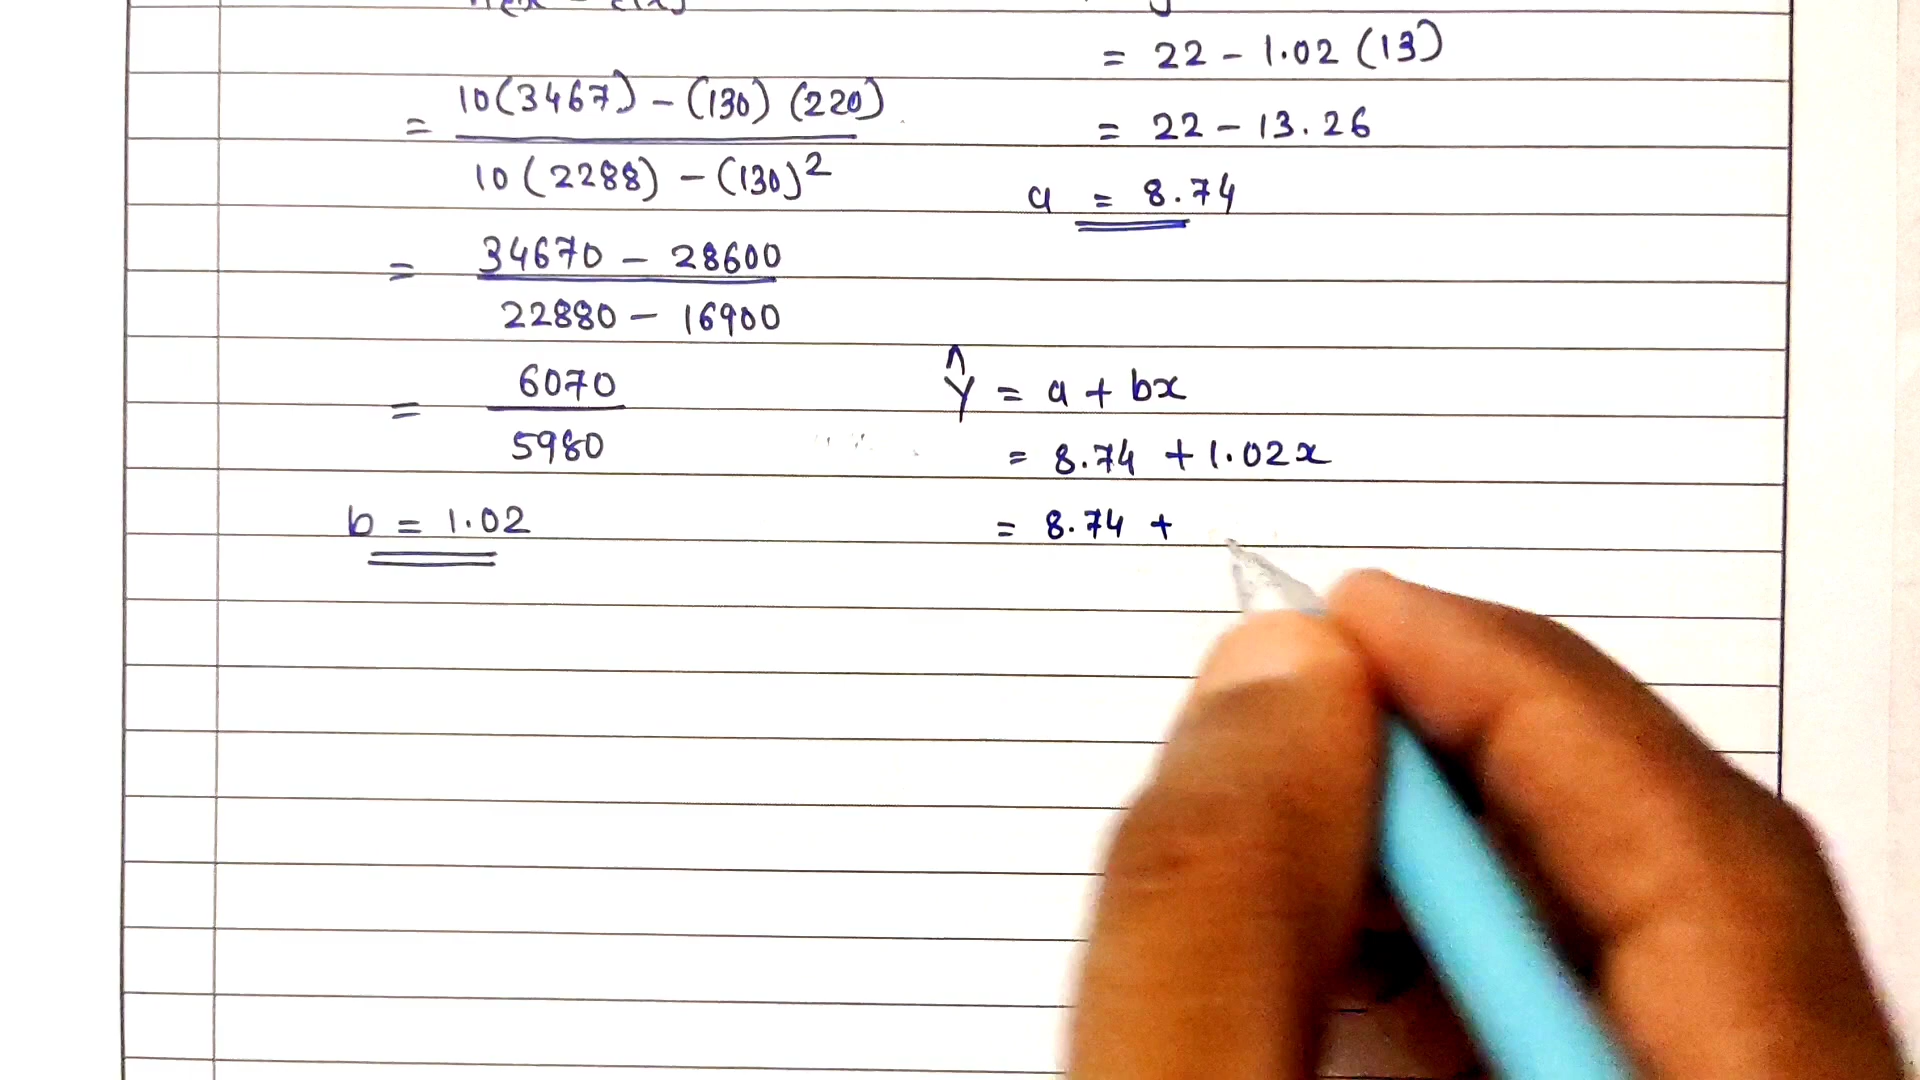 = 10(3467) - (130) (220)
10(2288) - (130)²
= 34670 - 28600
22880 - 16900
= 6070
5980
b = 1.02
= 22 - 1.02 (13)
= 22 - 13.26
a = 8.74
Ŷ = a + bx
= 8.74 + 1.02x
= 8.74 +